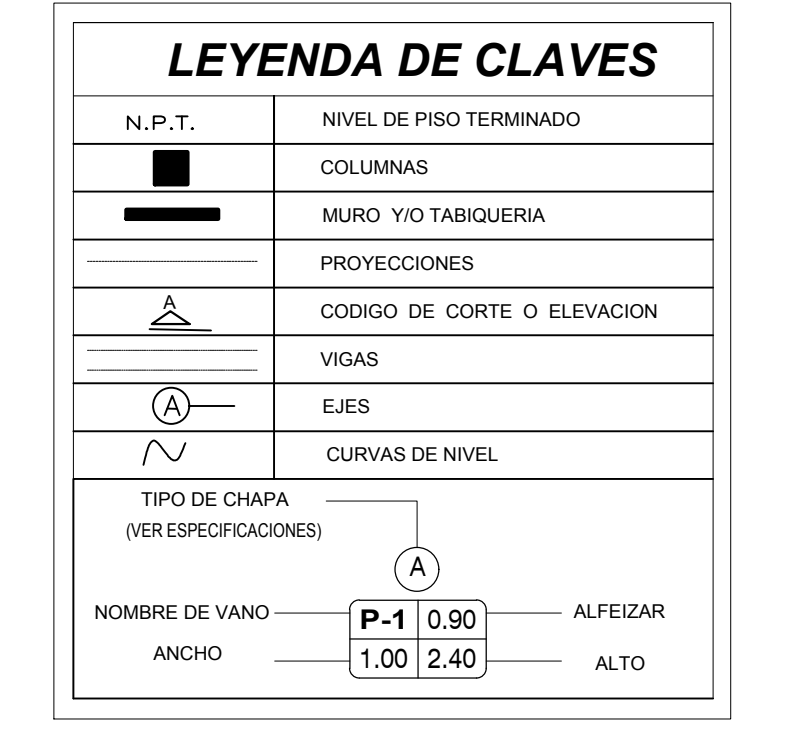 LEYENDA DE CLAVES
N.P.T. NIVEL DE PISO TERMINADO
COLUMNAS
MURO Y/O TABIQUERIA
PROYECCIONES
A CODIGO DE CORTE O ELEVACION
VIGAS
A EJES
CURVAS DE NIVEL
TIPO DE CHAPA
(VER ESPECIFICACIONES)
A
NOMBRE DE VANO P-1 0.90 ALFEIZAR
ANCHO 1.00 2.40 ALTO